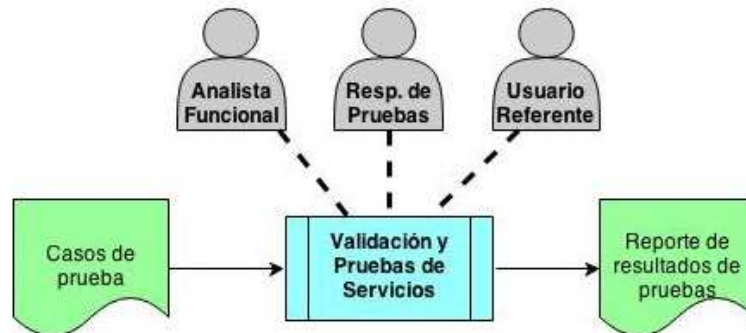 Analista
Funcional
Resp. de
Pruebas
Usuario
Referente
Casos de
prueba
Validación y
Pruebas de
Servicios
Reporte de
resultados de
pruebas